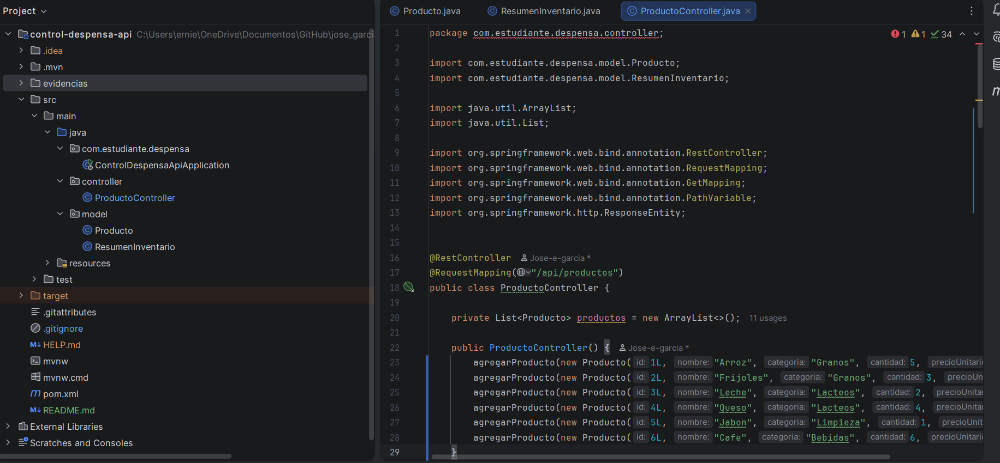 Project
control-despensa-api C:\Users\ernie\OneDrive\Documentos\GitHub\jose_garci
.idea
.mvn
evidencias
src
main
java
com.estudiante.despensa
ControlDespensaApiApplication
controller
ProductoController
model
Producto
ResumenInventario
resources
test
target
.gitattributes
.gitignore
M↓ HELP.md
mvnw
mvnw.cmd
m pom.xml
M↓ README.md
External Libraries
Scratches and Consoles
Producto.java ResumenInventario.java ProductoController.java
1 1 34
1 package com.estudiante.despensa.controller;
2
3 import com.estudiante.despensa.model.Producto;
4 import com.estudiante.despensa.model.ResumenInventario;
5
6 import java.util.ArrayList;
7 import java.util.List;
8
9 import org.springframework.web.bind.annotation.RestController;
10 import org.springframework.web.bind.annotation.RequestMapping;
11 import org.springframework.web.bind.annotation.GetMapping;
12 import org.springframework.web.bind.annotation.PathVariable;
13 import org.springframework.http.ResponseEntity;
14
15
16 @RestController Jose-e-garcia *
17 @RequestMapping("/api/productos")
18 public class ProductoController {
19
20 private List<Producto> productos = new ArrayList<>(); 11 usages
21
22 public ProductoController() { Jose-e-garcia *
23 agregarProducto(new Producto( id: 1L, nombre: "Arroz", categoria: "Granos", cantidad: 5, precioUnitario
24 agregarProducto(new Producto( id: 2L, nombre: "Frijoles", categoria: "Granos", cantidad: 3, precioUn
25 agregarProducto(new Producto( id: 3L, nombre: "Leche", categoria: "Lacteos", cantidad: 2, precioUnitar
26 agregarProducto(new Producto( id: 4L, nombre: "Queso", categoria: "Lacteos", cantidad: 4, precioUnitar
27 agregarProducto(new Producto( id: 5L, nombre: "Jabon", categoria: "Limpieza", cantidad: 1, precioUnit
28 agregarProducto(new Producto( id: 6L, nombre: "Cafe", categoria: "Bebidas", cantidad: 6, precioUnitario
29 }